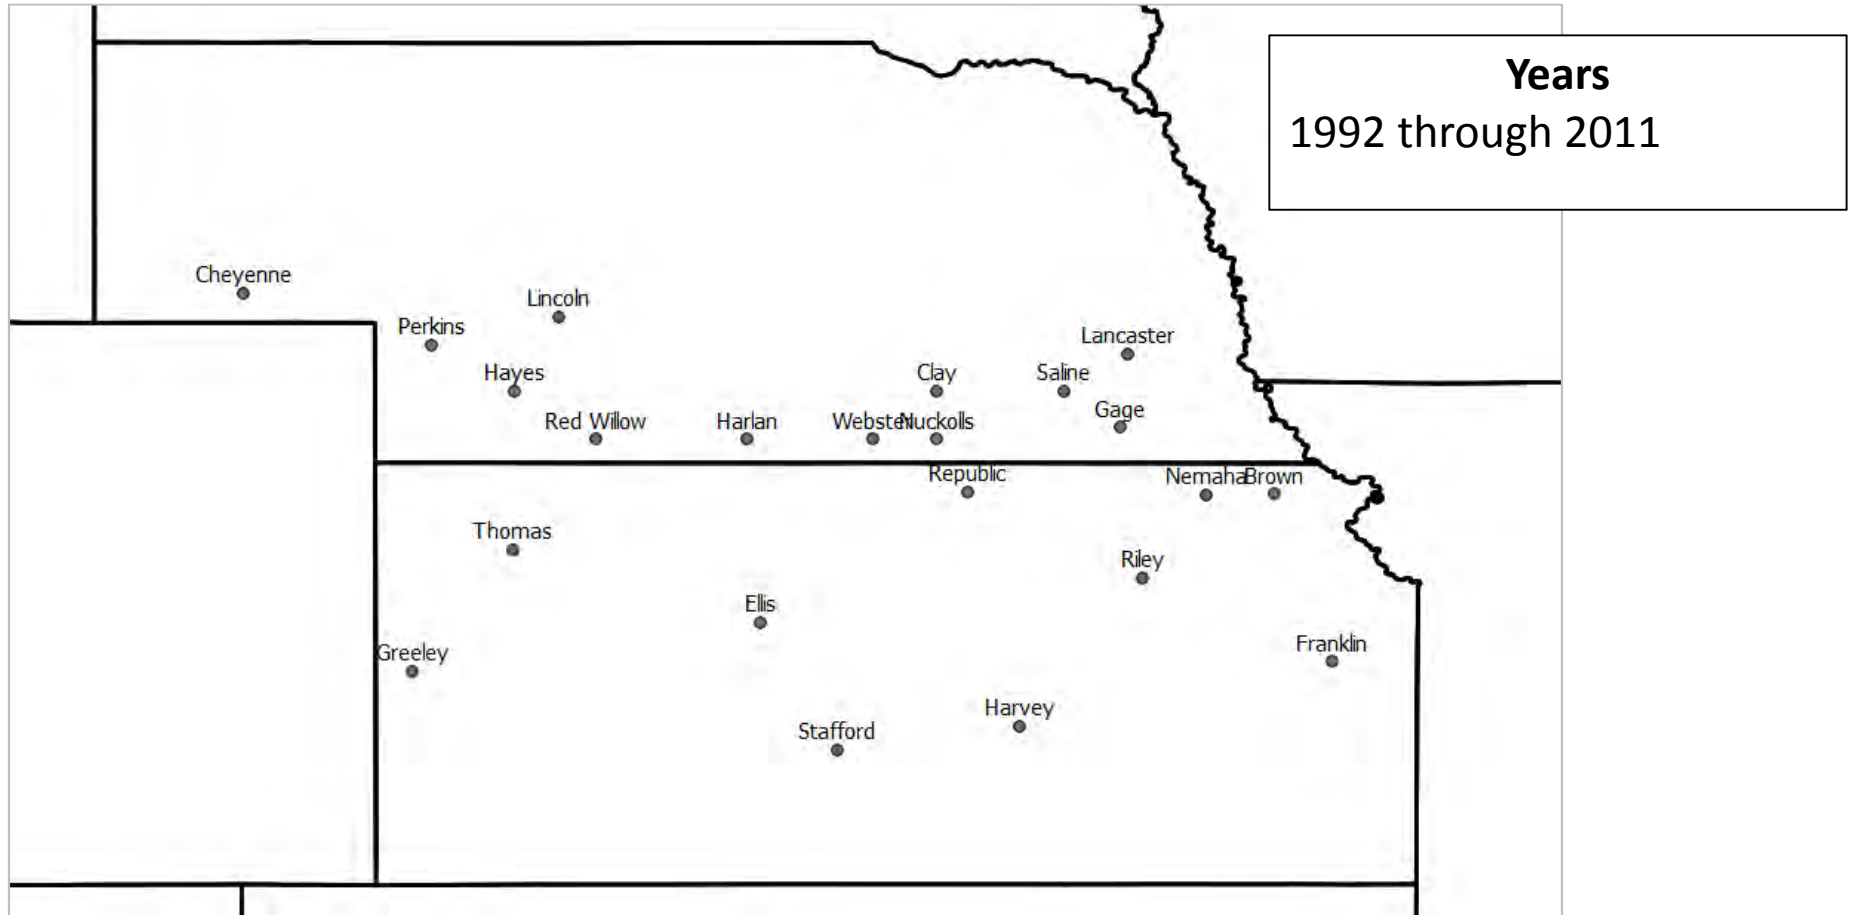 Years
1992 through 2011
Cheyenne
Lincoln
Perkins
Lancaster
Hayes
Clay
Saline
Gage
Red Willow
Harlan
Webster
Nuckolls
Republic
Nemaha
Brown
Thomas
Riley
Ellis
Franklin
Greeley
Harvey
Stafford